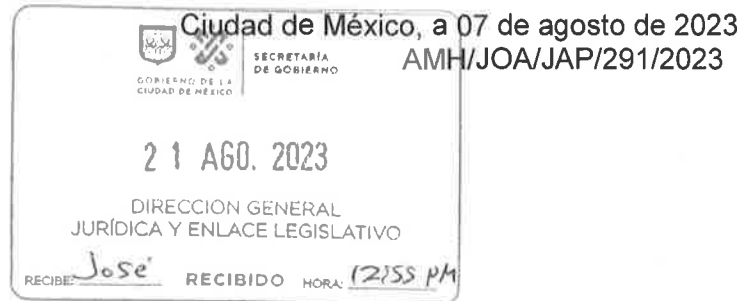 Ciudad de México, a 07 de agosto de 2023
AMH/JOA/JAP/291/2023
GOBIERNO DE LA
CIUDAD DE MÉXICO
SECRETARÍA
DE GOBIERNO
21 AGO. 2023
DIRECCION GENERAL
JURÍDICA Y ENLACE LEGISLATIVO
RECIBE: José RECIBIDO HORA: 12:55 PM